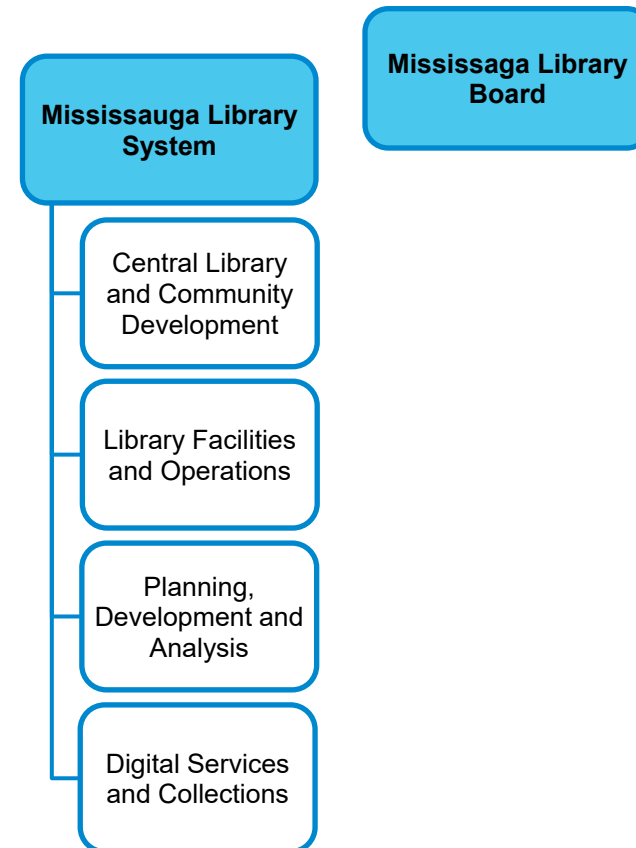 Mississauga Library
System
Mississaga Library
Board
Central Library
and Community
Development
Library Facilities
and Operations
Planning,
Development and
Analysis
Digital Services
and Collections